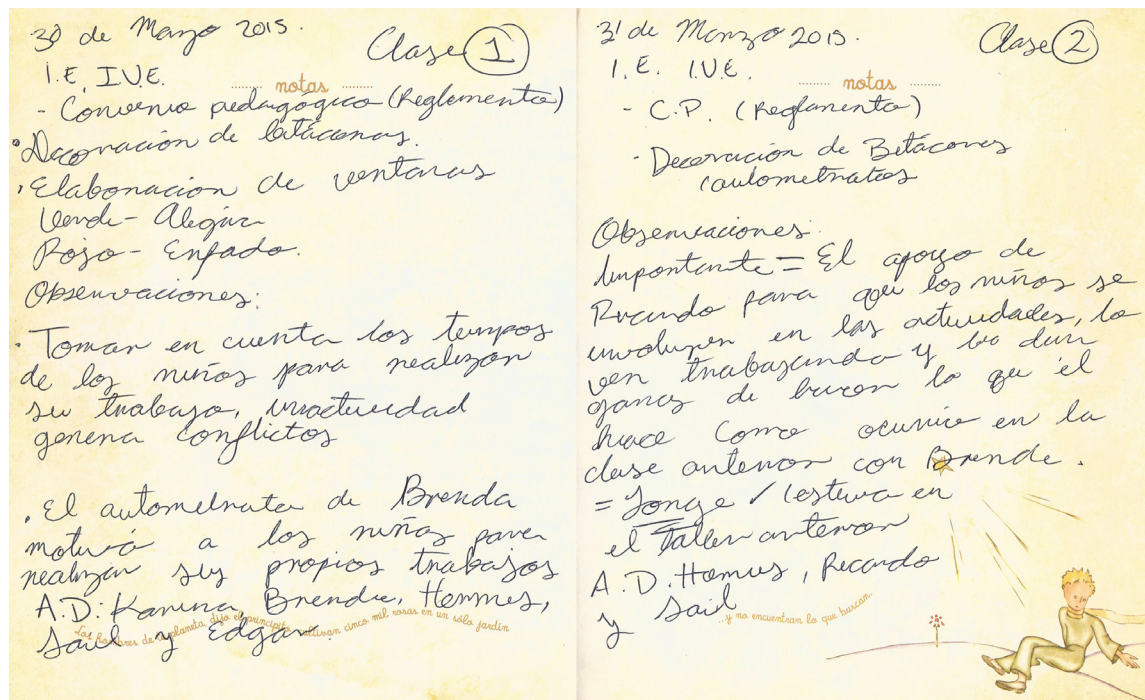 30 de Marzo 2015.
Clase 1
I.E. I.V.E.
notas
- Convenio pedagógico (Reglamento)
• Decoración de bitácoras.
• Elaboración de ventanas
Verde - Alegría
Rojo - Enfado.
Observaciones:
• Tomar en cuenta los tiempos
de los niños para realizar
su trabajo, inactividad
genera conflictos
• El autorretrato de Brenda
motivó a los niños para
realizar sus propios trabajos
A.D: Karina, Brenda, Hermes,
Said y Edgar.
-Los hombres de tu planeta, dijo el principito, cultivan cinco mil rosas en un sólo jardín
31 de Marzo 2015.
Clase 2
I.E. I.V.E.
notas
- C.P. (Reglamento)
- Decoración de Bitácoras
(autorretratos
Observaciones:
Importante = El apoyo de
Ricardo para que los niños se
involucren en las actividades, lo
ven trabajando y les dan
ganas de hacer lo que él
hace como ocurrió en la
clase anterior con Brenda.
= Jorge ✓ (estuvo en
el Taller anterior
A.D. Hermes, Ricardo
y Said
...y no encuentran lo que buscan.